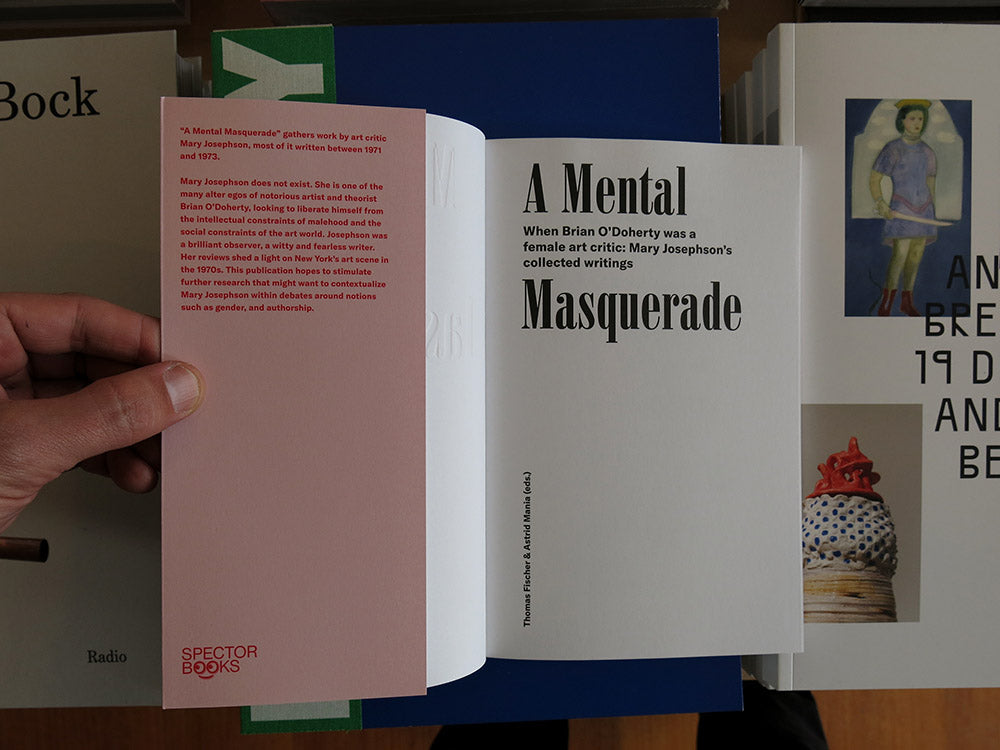 Bock
Radio
Y
“A Mental Masquerade” gathers work by art critic
Mary Josephson, most of it written between 1971
and 1973.
Mary Josephson does not exist. She is one of the
many alter egos of notorious artist and theorist
Brian O’Doherty, looking to liberate himself from
the intellectual constraints of malehood and the
social constraints of the art world. Josephson was
a brilliant observer, a witty and fearless writer.
Her reviews shed a light on New York’s art scene in
the 1970s. This publication hopes to stimulate
further research that might want to contextualize
Mary Josephson within debates around notions
such as gender, and authorship.
SPECTOR
BOOKS
A Mental
When Brian O’Doherty was a
female art critic: Mary Josephson’s
collected writings
Masquerade
Thomas Fischer & Astrid Mania (eds.)
AN
BRE
19 D
AND
BE